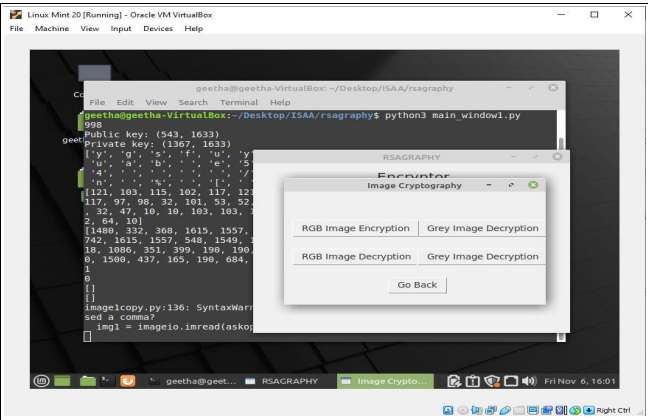 Linux Mint 20 [Running] - Oracle VM VirtualBox
File Machine View Input Devices Help
geetha@geetha-VirtualBox: ~/Desktop/ISAA/rsagraphy
File Edit View Search Terminal Help
geetha@geetha-VirtualBox:~/Desktop/ISAA/rsagraphy$ python3 main_window1.py
998
Public key: (543, 1633)
Private key: (1367, 1633)
['y', 'g', 's', 'f', 'u', 'y'
'u', 'a', 'b', ' ', 'e', '5'
'4', ' ', ' ', ' ', ' ', '/'
'n', ' ', '%', ' ', '[', '
[121, 103, 115, 102, 117, 121
117, 97, 98, 32, 101, 53, 52,
, 32, 47, 10, 10, 103, 103, 1
2, 64, 10]
[1480, 332, 368, 1615, 1557,
742, 1615, 1557, 548, 1549, 1
18, 1086, 351, 399, 190, 190,
0, 1500, 437, 165, 190, 684,
1
0
[]
[]
image1copy.py:136: SyntaxWarn
sed a comma?
img1 = imageio.imread(askop
RSAGRAPHY
Encryptor
Image Cryptography
RGB Image Encryption Grey Image Decryption
RGB Image Decryption Grey Image Decryption
Go Back
geetha@geet... RSAGRAPHY Image Crypto... Fri Nov 6, 16:01
Right Ctrl